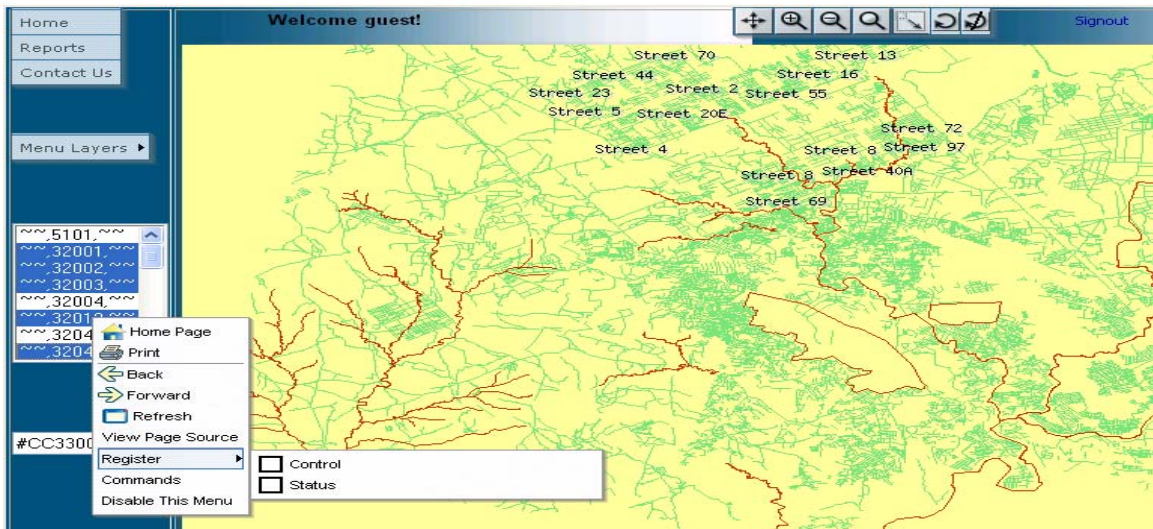 Home
Welcome guest!
Signout
Reports
Contact Us
Menu Layers
Street 70
Street 13
Street 44
Street 16
Street 23
Street 2
Street 55
Street 5
Street 20E
Street 72
Street 4
Street 8
Street 97
Street 8
Street 40A
Street 69
~~,5101,~~
~~,32001,
~~,32002,
~~,32003,
~~,32004,~~
~~,3204
~~,3204
Home Page
Print
Back
Forward
Refresh
View Page Source
#CC3300
Register
Control
Status
Commands
Disable This Menu